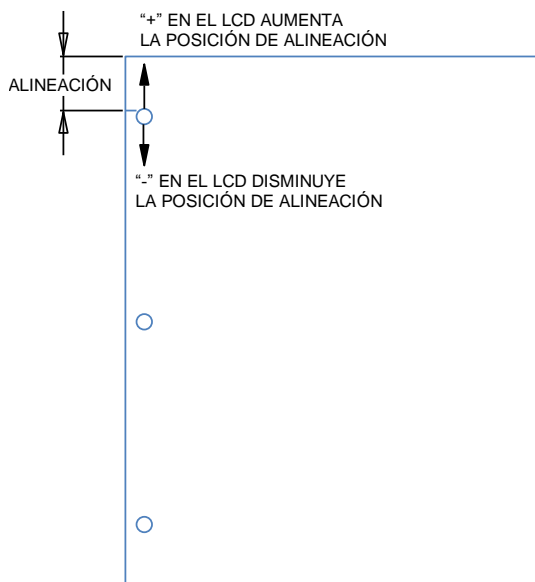 “+” EN EL LCD AUMENTA
LA POSICIÓN DE ALINEACIÓN
ALINEACIÓN
“-” EN EL LCD DISMINUYE
LA POSICIÓN DE ALINEACIÓN